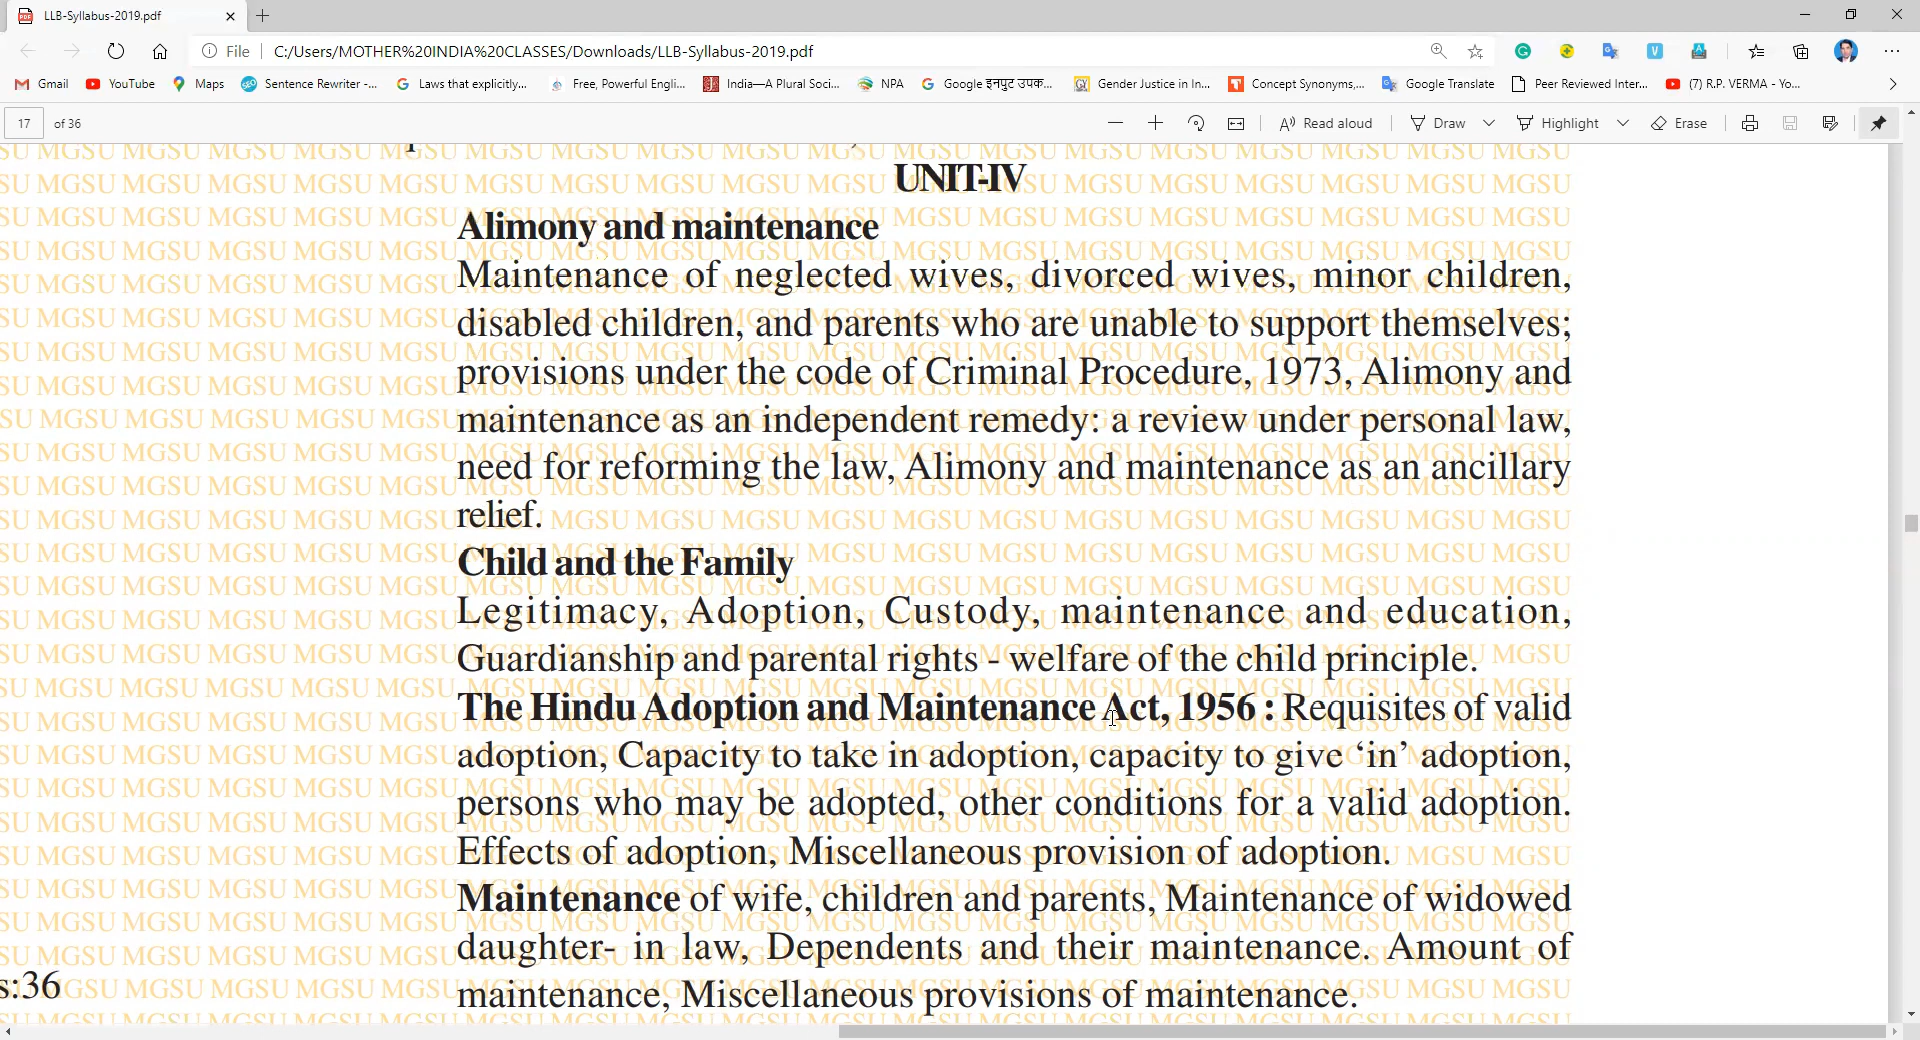 LLB-Syllabus-2019.pdf
File C:/Users/MOTHER%20INDIA%20CLASSES/Downloads/LLB-Syllabus-2019.pdf
Gmail YouTube Maps Sentence Rewriter -... Laws that explicitly... Free, Powerful Engli... India—A Plural Soci... NPA Google इनपुट उपक... Gender Justice in In... Concept Synonyms,... Google Translate Peer Reviewed Inter... (7) R.P. VERMA - Yo...
17 of 36 Read aloud Draw Highlight Erase
UNIT-IV
Alimony and maintenance
Maintenance of neglected wives, divorced wives, minor children,
disabled children, and parents who are unable to support themselves;
provisions under the code of Criminal Procedure, 1973, Alimony and
maintenance as an independent remedy: a review under personal law,
need for reforming the law, Alimony and maintenance as an ancillary
relief.
Child and the Family
Legitimacy, Adoption, Custody, maintenance and education,
Guardianship and parental rights - welfare of the child principle.
The Hindu Adoption and Maintenance Act, 1956 : Requisites of valid
adoption, Capacity to take in adoption, capacity to give ‘in’ adoption,
persons who may be adopted, other conditions for a valid adoption.
Effects of adoption, Miscellaneous provision of adoption.
Maintenance of wife, children and parents, Maintenance of widowed
daughter- in law, Dependents and their maintenance. Amount of
s:36 maintenance, Miscellaneous provisions of maintenance.